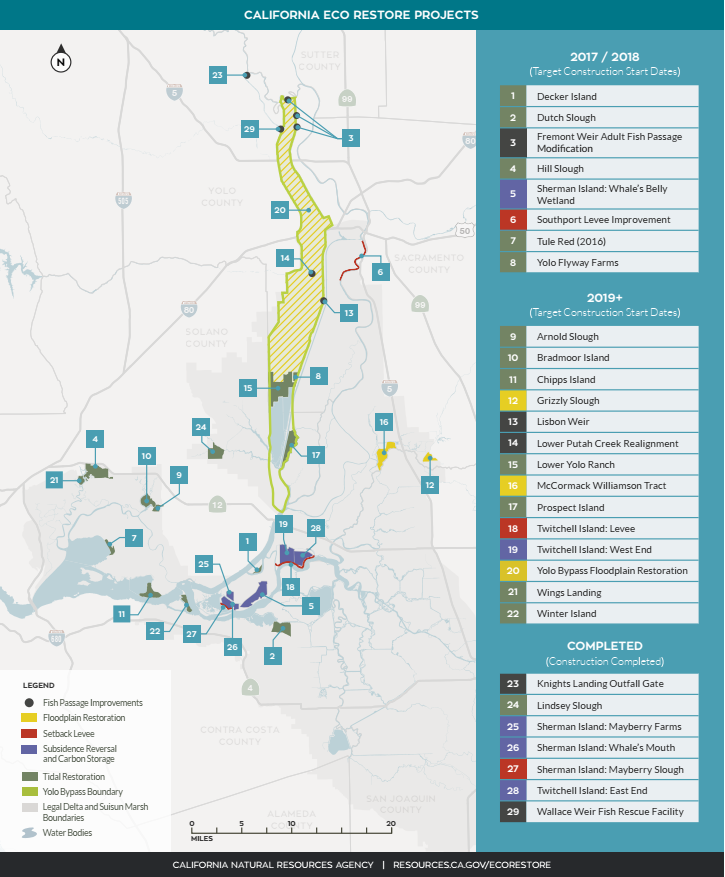 CALIFORNIA ECO RESTORE PROJECTS
N
SUTTER
COUNTY
23
5
99
29
3
80
YOLO
COUNTY
505
20
50
14
6
SACRAMENTO
COUNTY
13
99
80
SOLANO
COUNTY
8
15
5
24
16
4
17
10
21
9
12
12
19
28
7
1
25
18
5
11
22
27
26
2
680
4
CONTRA COSTA
COUNTY
SAN JOAQUIN
COUNTY
ALAMEDA
COUNTY
0 5 10 20
MILES
LEGEND
Fish Passage Improvements
Floodplain Restoration
Setback Levee
Subsidence Reversal
and Carbon Storage
Tidal Restoration
Yolo Bypass Boundary
Legal Delta and Suisun Marsh
Boundaries
Water Bodies
2017 / 2018
(Target Construction Start Dates)
1 Decker Island
2 Dutch Slough
3 Fremont Weir Adult Fish Passage
Modification
4 Hill Slough
5 Sherman Island: Whale's Belly
Wetland
6 Southport Levee Improvement
7 Tule Red (2016)
8 Yolo Flyway Farms
2019+
(Target Construction Start Dates)
9 Arnold Slough
10 Bradmoor Island
11 Chipps Island
12 Grizzly Slough
13 Lisbon Weir
14 Lower Putah Creek Realignment
15 Lower Yolo Ranch
16 McCormack Williamson Tract
17 Prospect Island
18 Twitchell Island: Levee
19 Twitchell Island: West End
20 Yolo Bypass Floodplain Restoration
21 Wings Landing
22 Winter Island
COMPLETED
(Construction Completed)
23 Knights Landing Outfall Gate
24 Lindsey Slough
25 Sherman Island: Mayberry Farms
26 Sherman Island: Whale's Mouth
27 Sherman Island: Mayberry Slough
28 Twitchell Island: East End
29 Wallace Weir Fish Rescue Facility
CALIFORNIA NATURAL RESOURCES AGENCY | RESOURCES.CA.GOV/ECORESTORE